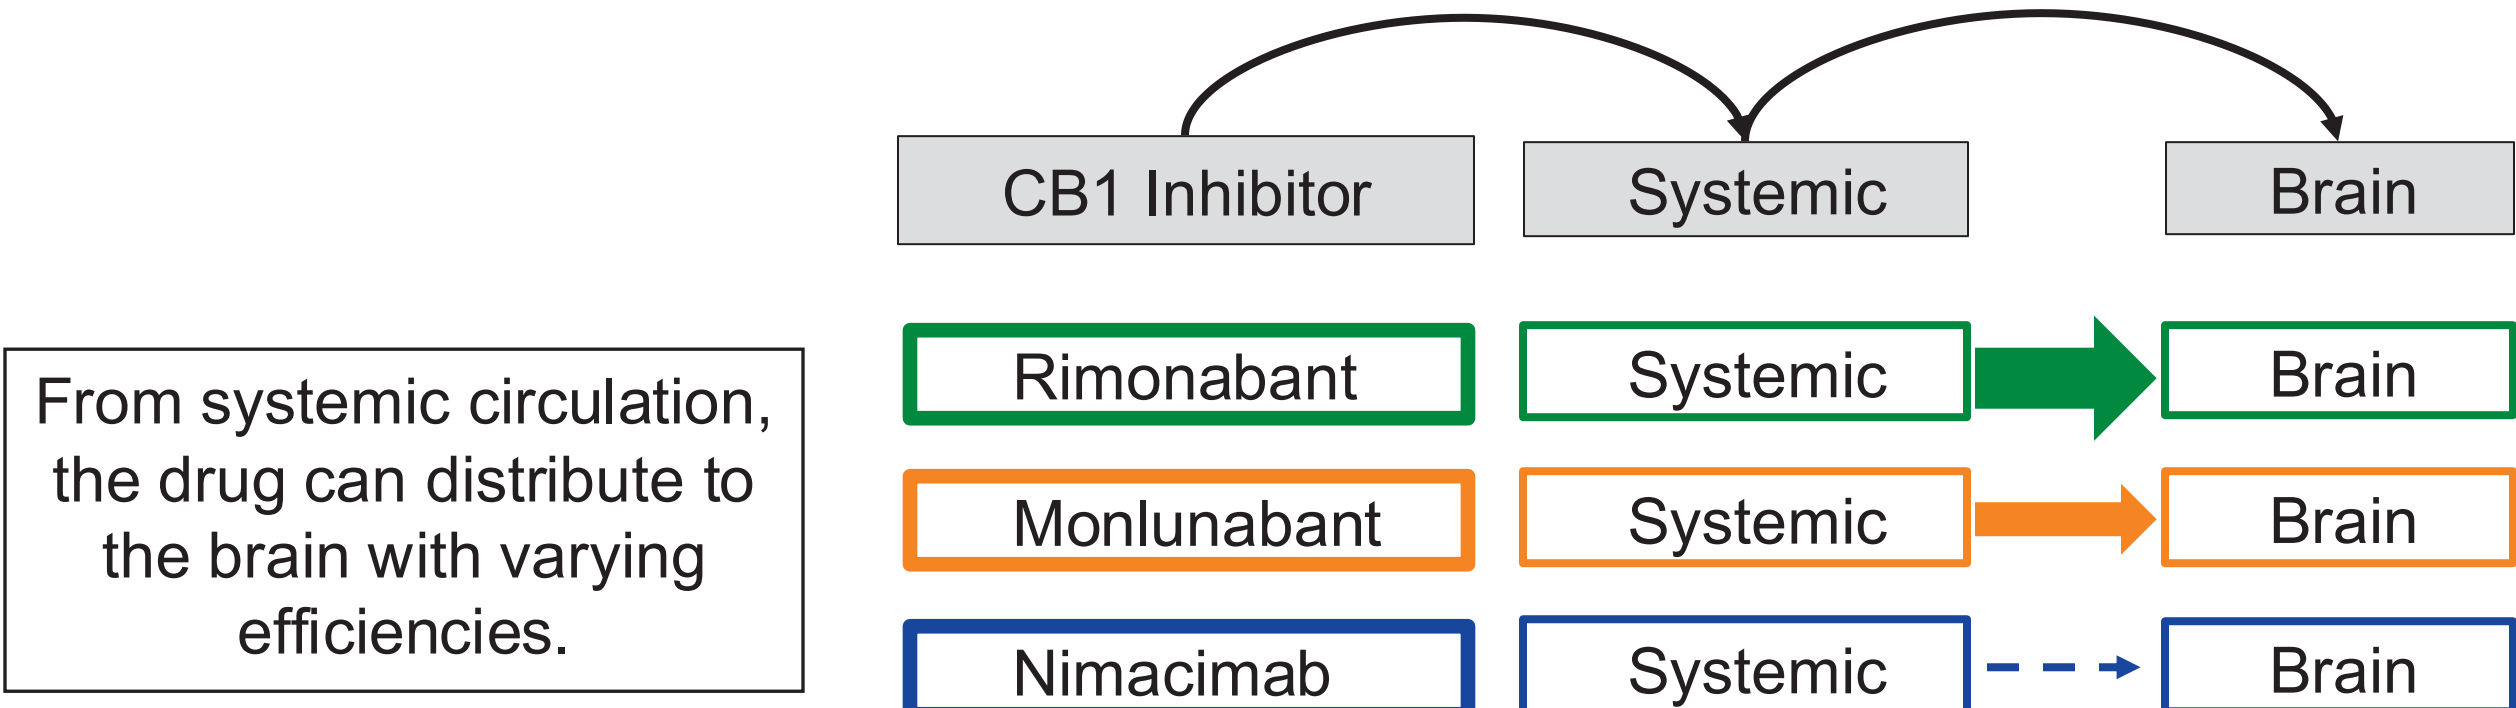 CB1 Inhibitor
Systemic
Brain
From systemic circulation,
the drug can distribute to
the brain with varying
efficiencies.
Rimonabant
Systemic
Brain
Monlunabant
Systemic
Brain
Nimacimab
Systemic
Brain